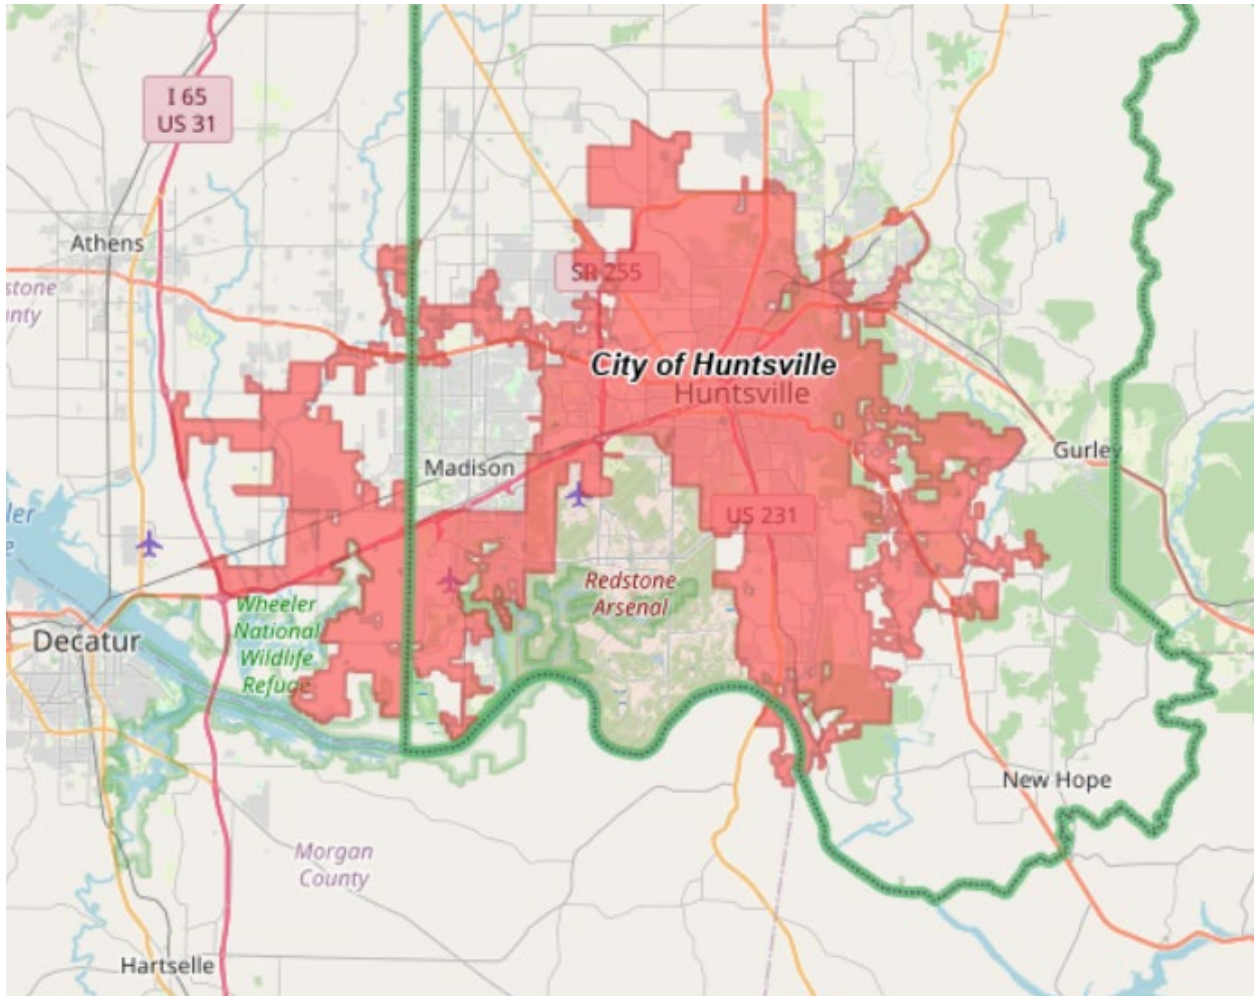 I 65
US 31
Athens
stone
nty
SR 255
City of Huntsville
Huntsville
Madison
Gurley
ler
e
US 231
Redstone
Arsenal
Wheeler
National
Wildlife
Refuge
Decatur
New Hope
Morgan
County
Hartselle